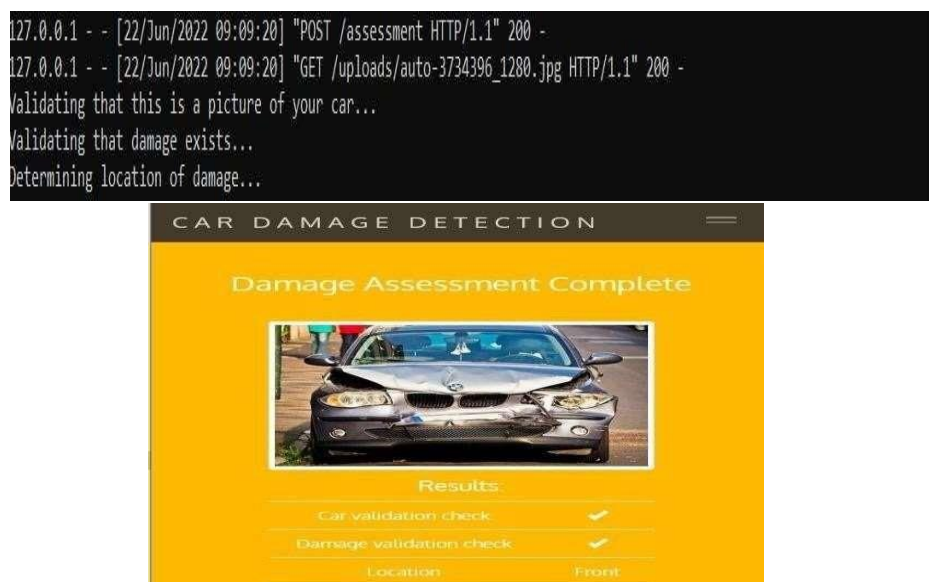 127.0.0.1 - - [22/Jun/2022 09:09:20] "POST /assessment HTTP/1.1" 200 -
127.0.0.1 - - [22/Jun/2022 09:09:20] "GET /uploads/auto-3734396_1280.jpg HTTP/1.1" 200 -
Validating that this is a picture of your car...
Validating that damage exists...
Determining location of damage...
CAR DAMAGE DETECTION
Damage Assessment Complete
Results:
Car validation check ✔
Damage validation check ✔
Location Front